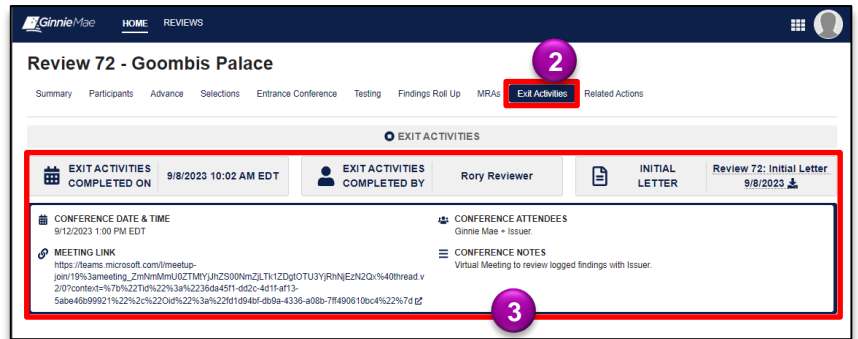 GinnieMae HOME REVIEWS
Review 72 - Goombis Palace
2
Summary Participants Advance Selections Entrance Conference Testing Findings Roll Up MRAs Exit Activities Related Actions
EXIT ACTIVITIES
EXIT ACTIVITIES
COMPLETED ON
9/8/2023 10:02 AM EDT
EXIT ACTIVITIES
COMPLETED BY
Rory Reviewer
INITIAL
LETTER
Review 72: Initial Letter
9/8/2023
CONFERENCE DATE & TIME
9/12/2023 1:00 PM EDT
CONFERENCE ATTENDEES
Ginnie Mae + Issuer.
MEETING LINK
https://teams.microsoft.com/l/meetup-
join/19%3ameeting_ZmNmMmU0ZTMtYjJhZS00NmZjLTk1ZDgtOTU3YjRhNjEzN2Qx%40thread.v
2/0?context=%7b%22Tid%22%3a%2236da45f1-dd2c-4d1f-af13-
5abe46b99921%22%2c%22Oid%22%3a%22fd1d94bf-db9a-4336-a08b-7ff490610bc4%22%7d
CONFERENCE NOTES
Virtual Meeting to review logged findings with Issuer.
3